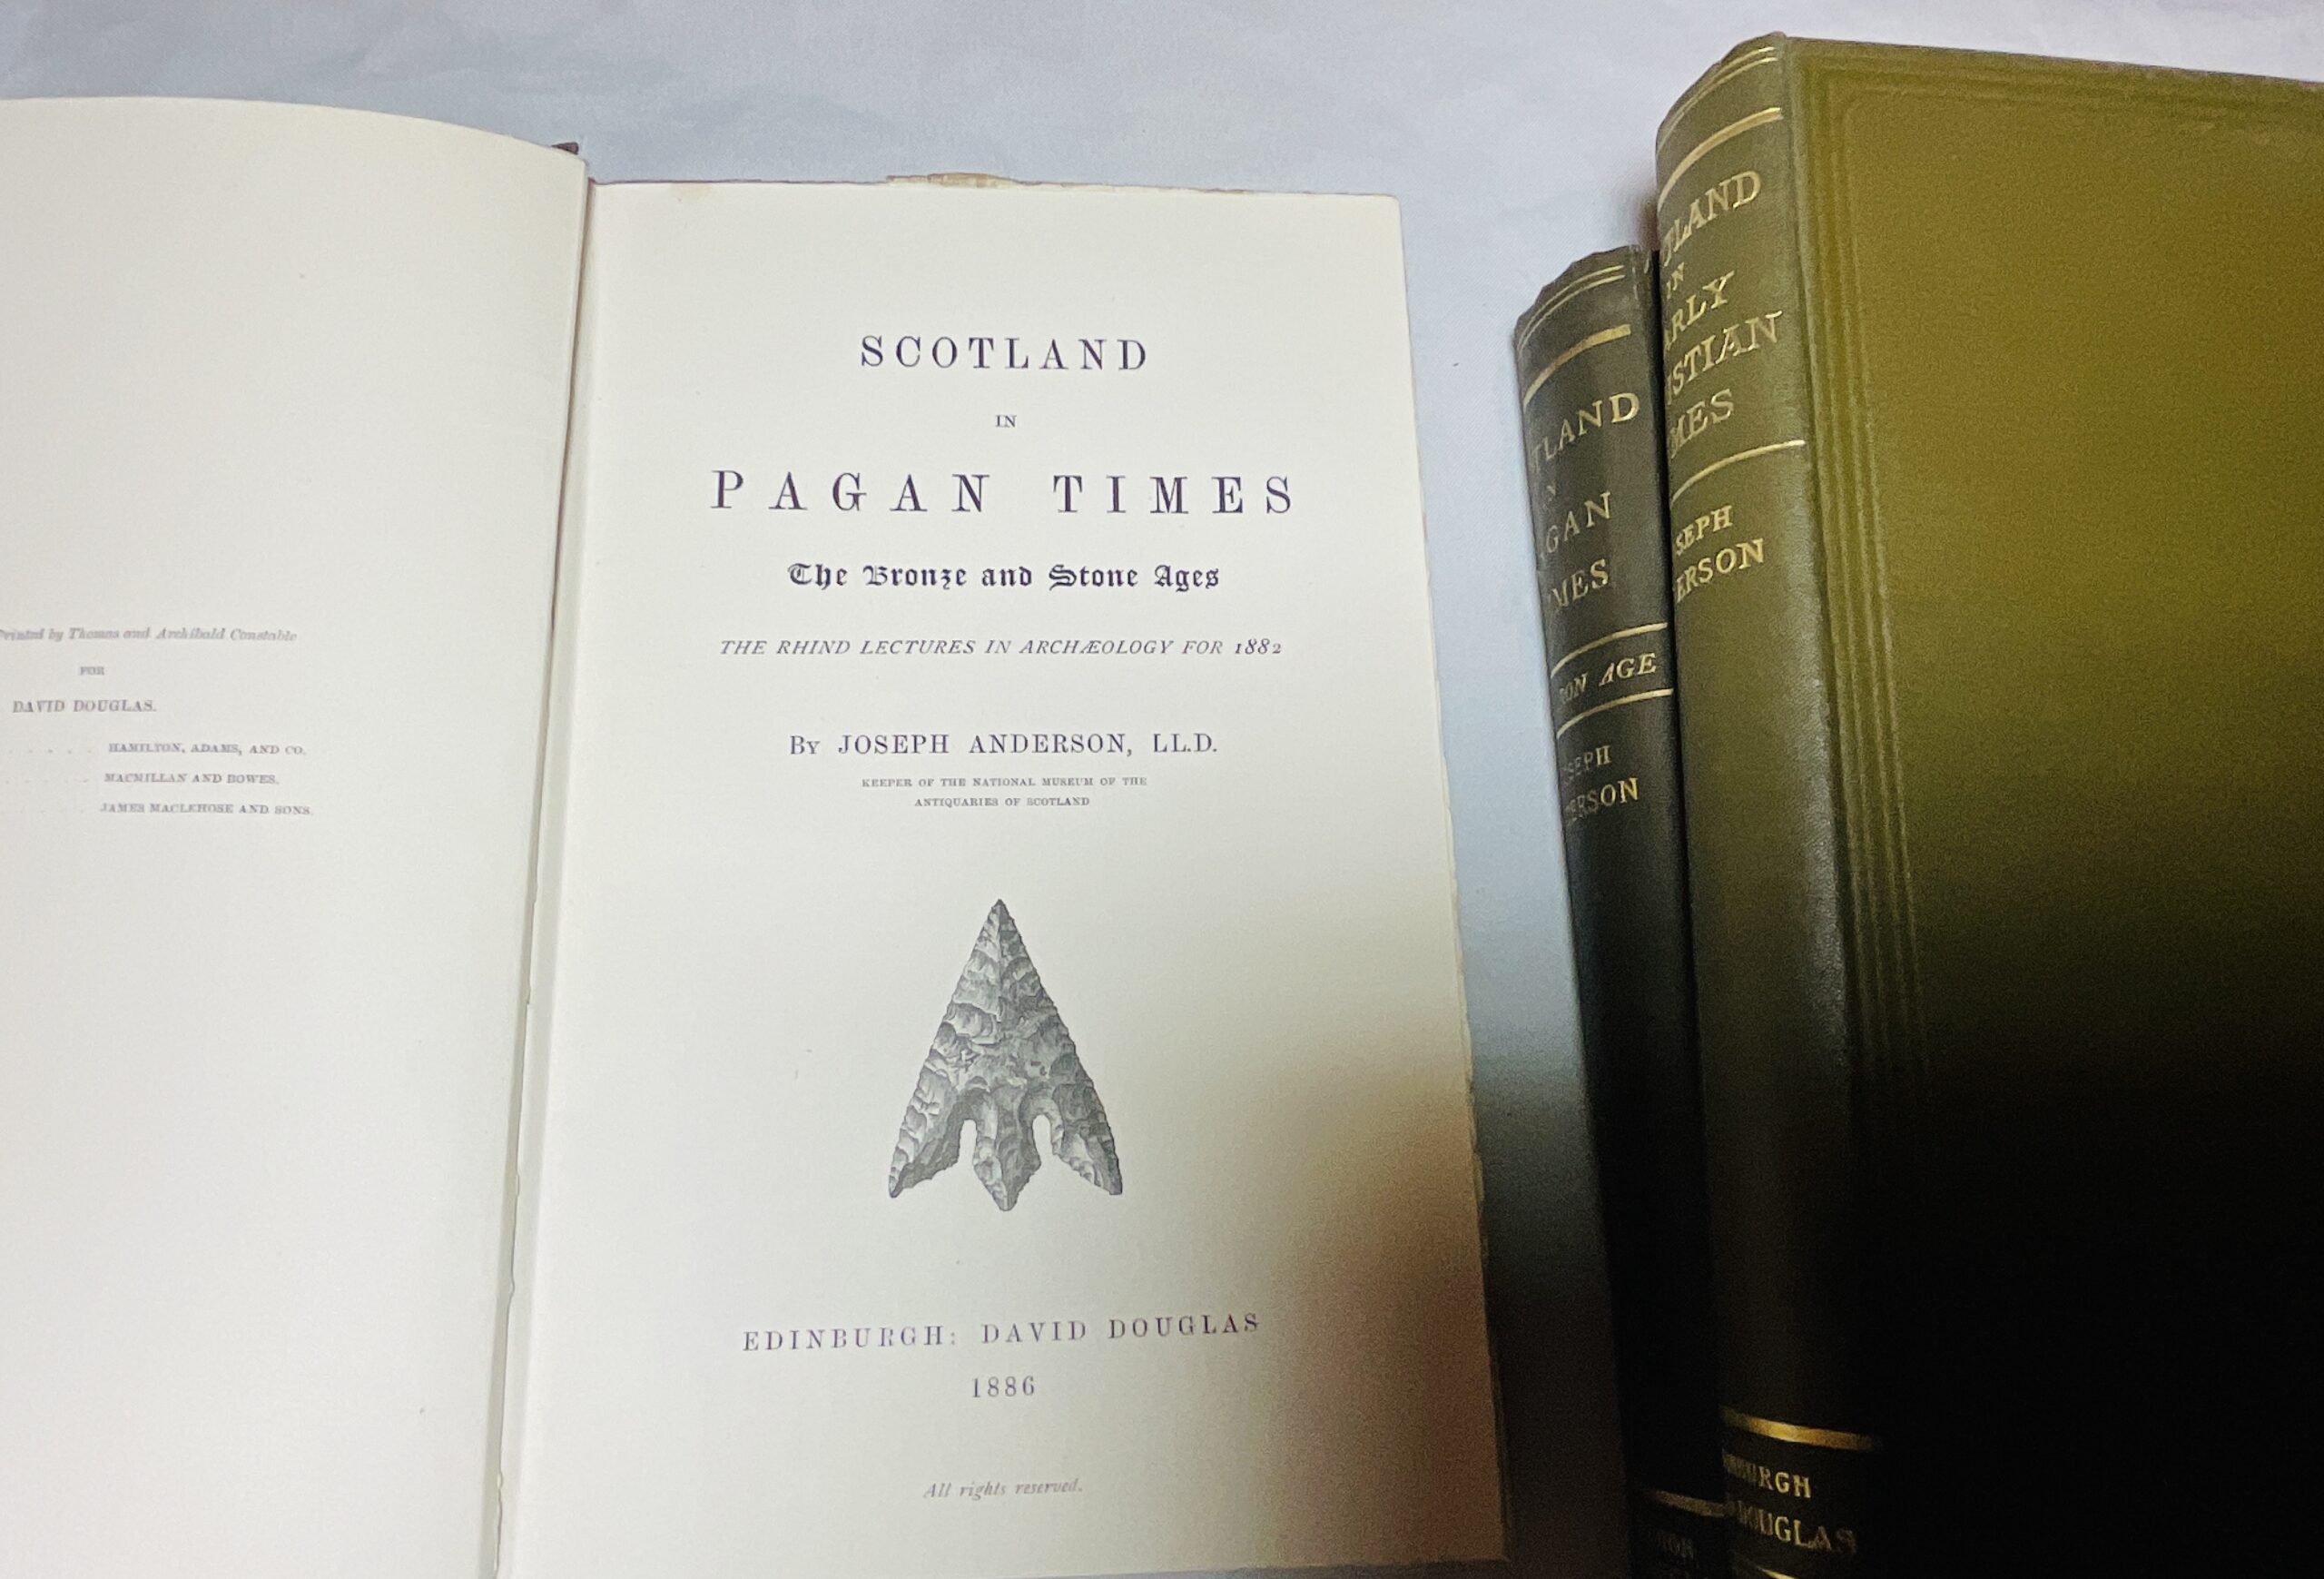 Printed by Thomas and Archibald Constable
FOR
DAVID DOUGLAS.
HAMILTON, ADAMS, AND CO.
MACMILLAN AND BOWES.
JAMES MACLEHOSE AND SONS.
SCOTLAND
IN
PAGAN TIMES
The Bronze and Stone Ages
THE RHIND LECTURES IN ARCHÆOLOGY FOR 1882
BY JOSEPH ANDERSON, LL.D.
KEEPER OF THE NATIONAL MUSEUM OF THE
ANTIQUARIES OF SCOTLAND
EDINBURGH: DAVID DOUGLAS
1886
All rights reserved.
TLAND
N
GAN
MES
ON AGE
SEPH
ERSON
TLAND
IN
ARLY
ISTIAN
MES
SEPH
ERSON
BURGH
DOUGLAS